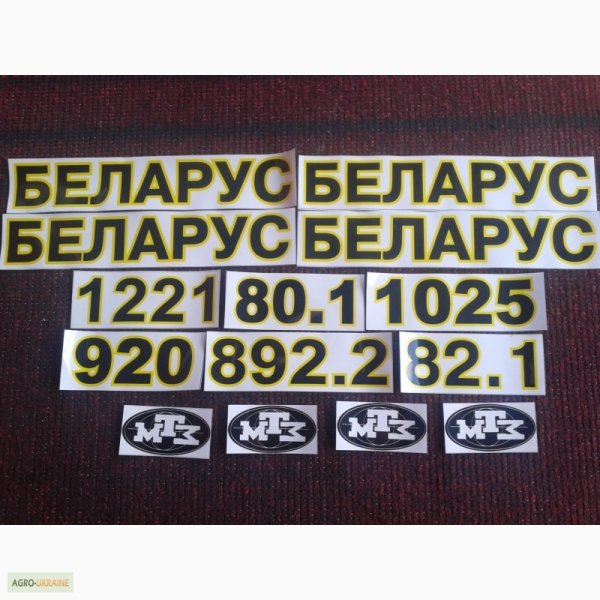 БЕЛАРУС БЕЛАРУС
БЕЛАРУС БЕЛАРУС
1221 80.1 1025
920 892.2 82.1
МТЗ МТЗ МТЗ МТЗ
AGRO-UKRAINE